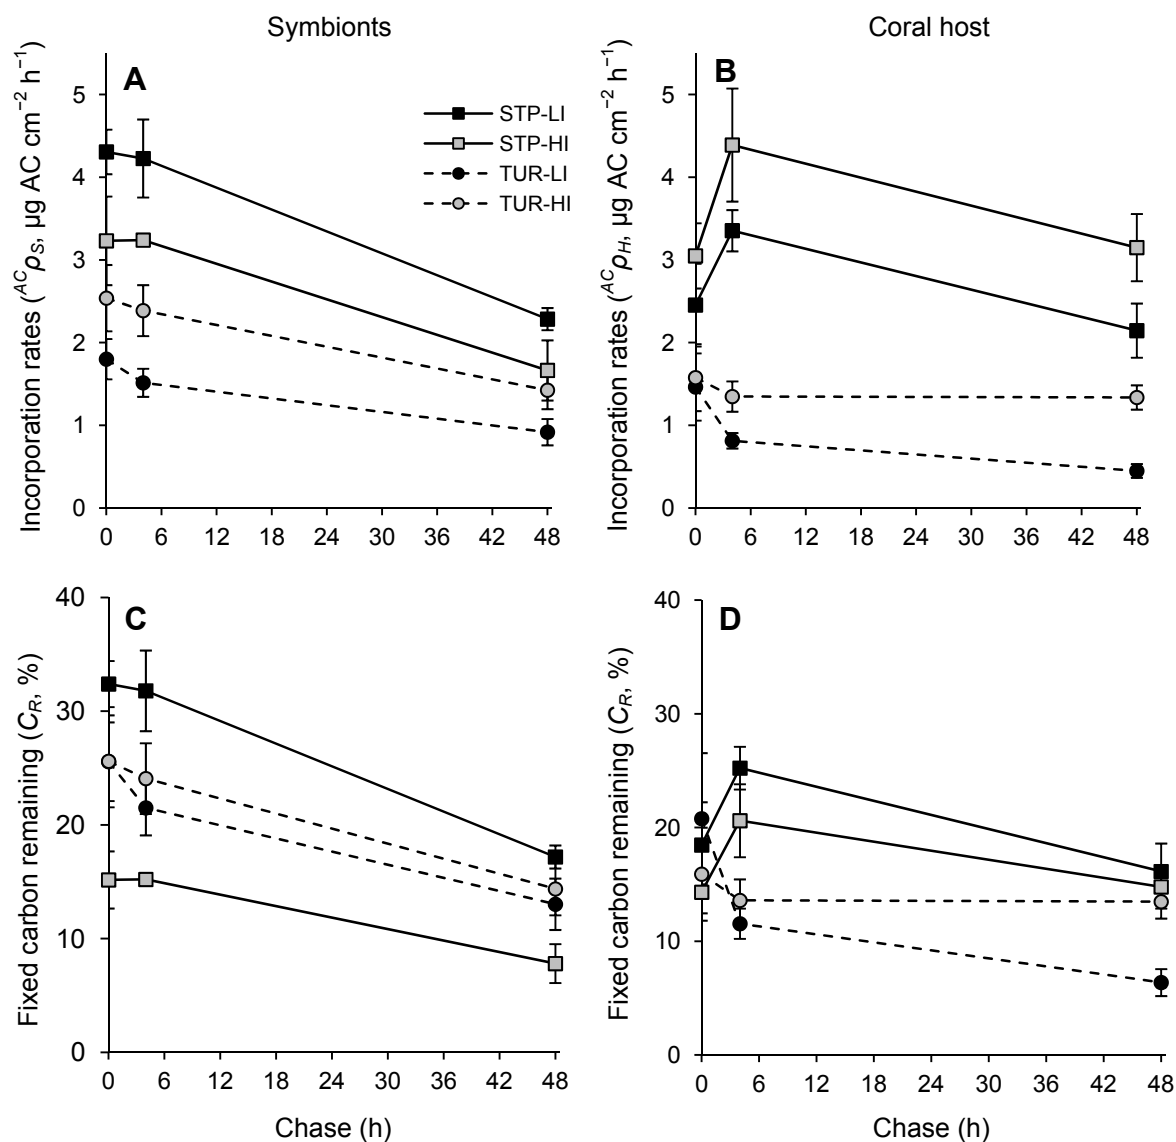 Symbionts
Coral host
A
B
STP-LI
STP-HI
TUR-LI
TUR-HI
Incorporation rates (ᴬᶜρS, µg AC cm⁻² h⁻¹)
5
4
3
2
1
0
0 6 12 18 24 30 36 42 48
Incorporation rates (ᴬᶜρH, µg AC cm⁻² h⁻¹)
5
4
3
2
1
0
0 6 12 18 24 30 36 42 48
C
D
Fixed carbon remaining (CR, %)
40
30
20
10
0
0 6 12 18 24 30 36 42 48
Chase (h)
Fixed carbon remaining (CR, %)
40
30
20
10
0
0 6 12 18 24 30 36 42 48
Chase (h)